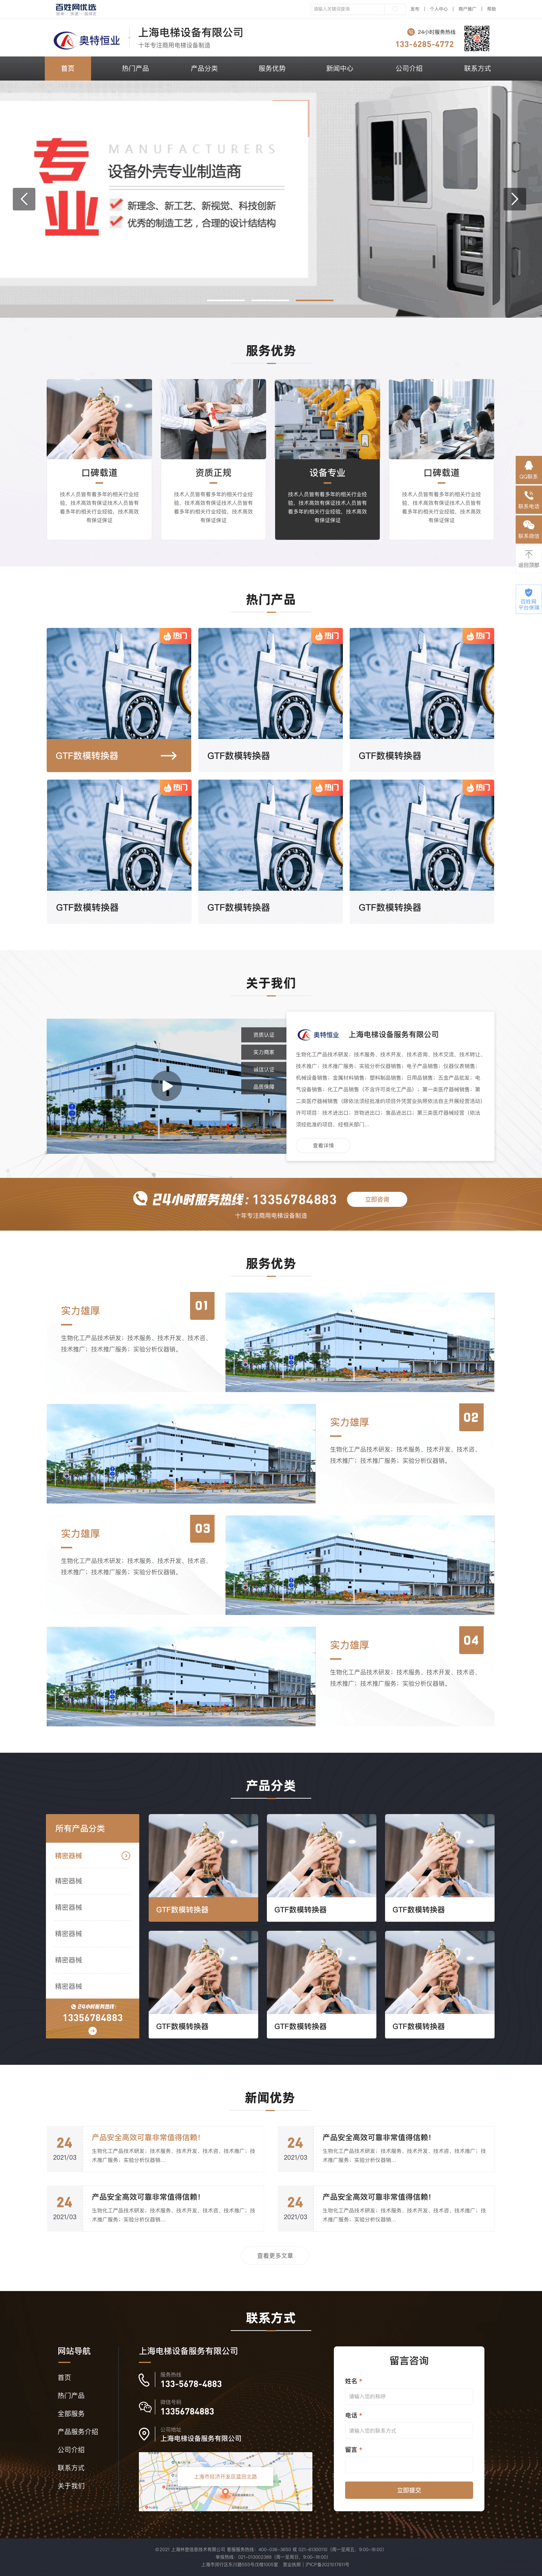 百姓网优选
请输入关键词查询
发布 | 个人中心 | 用户推广 | 帮助
奥特恒业
上海电梯设备有限公司
十年专注商用电梯设备制造
24小时服务热线
133-6285-4772
首页
热门产品
产品分类
服务优势
新闻中心
公司介绍
联系方式
MANUFACTURERS
专业
设备外壳专业制造商
新理念、新工艺、新视觉、科技创新
优秀的制造工艺，合理的设计结结构
服务优势
口碑载道
技术人员皆有着多年的相关行业经
验、技术高效有保证技术人员皆有
着多年的相关行业经验、技术高效
有保证保证
资质正规
技术人员皆有着多年的相关行业经
验、技术高效有保证技术人员皆有
着多年的相关行业经验、技术高效
有保证保证
设备专业
技术人员皆有着多年的相关行业经
验、技术高效有保证技术人员皆有
着多年的相关行业经验、技术高效
有保证保证
口碑载道
技术人员皆有着多年的相关行业经
验、技术高效有保证技术人员皆有
着多年的相关行业经验、技术高效
有保证保证
QQ联系
联系电话
联系微信
返回顶部
百姓网
平台保障
热门产品
热门
GTF数模转换器
热门
GTF数模转换器
热门
GTF数模转换器
热门
GTF数模转换器
热门
GTF数模转换器
热门
GTF数模转换器
关于我们
资质认证
实力商家
诚信认证
品质保障
奥特恒业
上海电梯设备服务有限公司
生物化工产品技术研发；技术服务、技术开发、技术咨询、技术交流、技术转让、
技术推广；技术推广服务；实验分析仪器销售；电子产品销售；仪器仪表销售；
机械设备销售；金属材料销售；塑料制品销售；日用品销售；五金产品批发；电
气设备销售；化工产品销售（不含许可类化工产品）；第一类医疗器械销售；第
二类医疗器械销售（除依法须经批准的项目外凭营业执照依法自主开展经营活动）
许可项目：技术进出口；货物进出口；食品进出口；第三类医疗器械经营（依法
须经批准的项目，经相关部门...
查看详情
24小时服务热线：13356784883
立即咨询
十年专注商用电梯设备制造
服务优势
实力雄厚
01
生物化工产品技术研发；技术服务、技术开发、技术咨、
技术推广；技术推广服务；实验分析仪器销。
实力雄厚
02
生物化工产品技术研发；技术服务、技术开发、技术咨、
技术推广；技术推广服务；实验分析仪器销。
实力雄厚
03
生物化工产品技术研发；技术服务、技术开发、技术咨、
技术推广；技术推广服务；实验分析仪器销。
实力雄厚
04
生物化工产品技术研发；技术服务、技术开发、技术咨、
技术推广；技术推广服务；实验分析仪器销。
产品分类
所有产品分类
精密器械
精密器械
精密器械
精密器械
精密器械
精密器械
24小时服务热线：
13356784883
GTF数模转换器
GTF数模转换器
GTF数模转换器
GTF数模转换器
GTF数模转换器
GTF数模转换器
新闻优势
24
2021/03
产品安全高效可靠非常值得信赖！
生物化工产品技术研发；技术服务、技术开发、技术咨、技术推广；技
术推广服务；实验分析仪器销...
24
2021/03
产品安全高效可靠非常值得信赖！
生物化工产品技术研发；技术服务、技术开发、技术咨、技术推广；技
术推广服务；实验分析仪器销...
24
2021/03
产品安全高效可靠非常值得信赖！
生物化工产品技术研发；技术服务、技术开发、技术咨、技术推广；技
术推广服务；实验分析仪器销...
24
2021/03
产品安全高效可靠非常值得信赖！
生物化工产品技术研发；技术服务、技术开发、技术咨、技术推广；技
术推广服务；实验分析仪器销...
查看更多文章
联系方式
网站导航
首页
热门产品
全部服务
产品服务介绍
公司介绍
联系方式
关于我们
上海电梯设备服务有限公司
服务热线
133-5678-4883
微信号码
13356784883
公司地址
上海电梯设备服务有限公司
上海市经济开发区蓝田北路
留言咨询
姓名 *
请输入您的称呼
电话 *
请输入您的联系方式
留言 *
立即提交